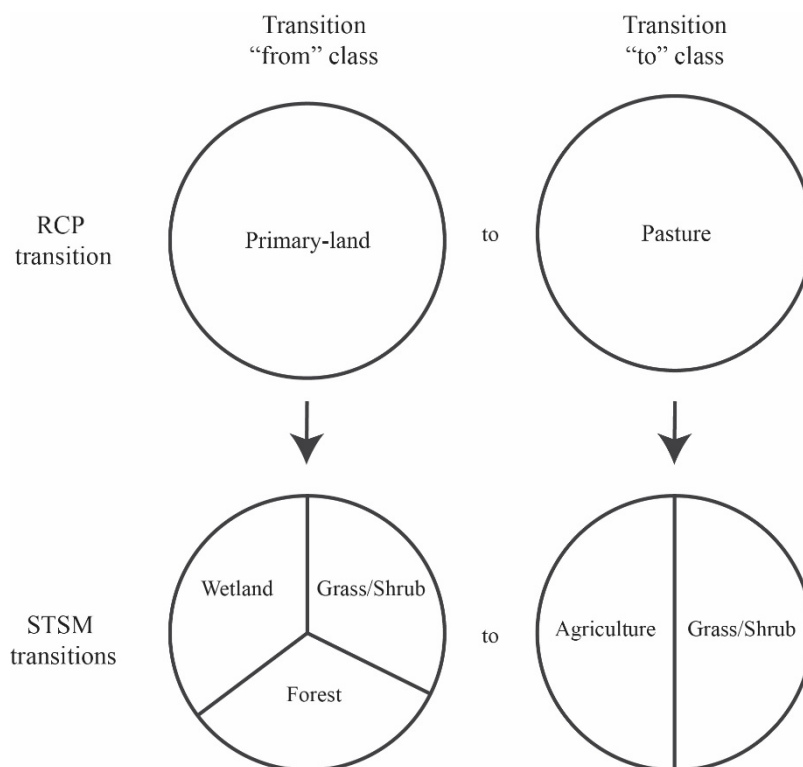 Transition
“from” class
Transition
“to” class
RCP
transition
Primary-land
to
Pasture
Wetland
Grass/Shrub
Forest
STSM
transitions
to
Agriculture
Grass/Shrub